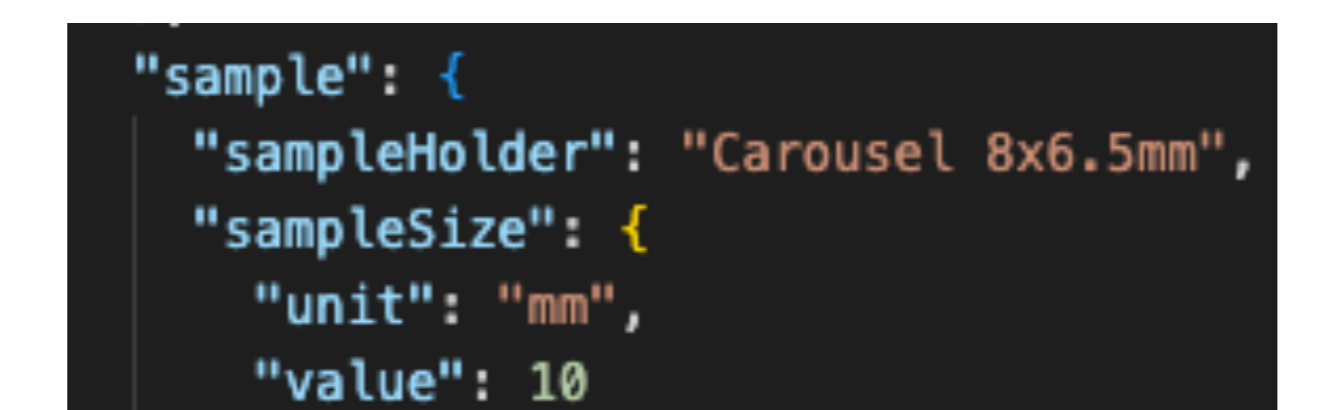 "sample": {
"sampleHolder": "Carousel 8x6.5mm",
"sampleSize": {
"unit": "mm",
"value": 10